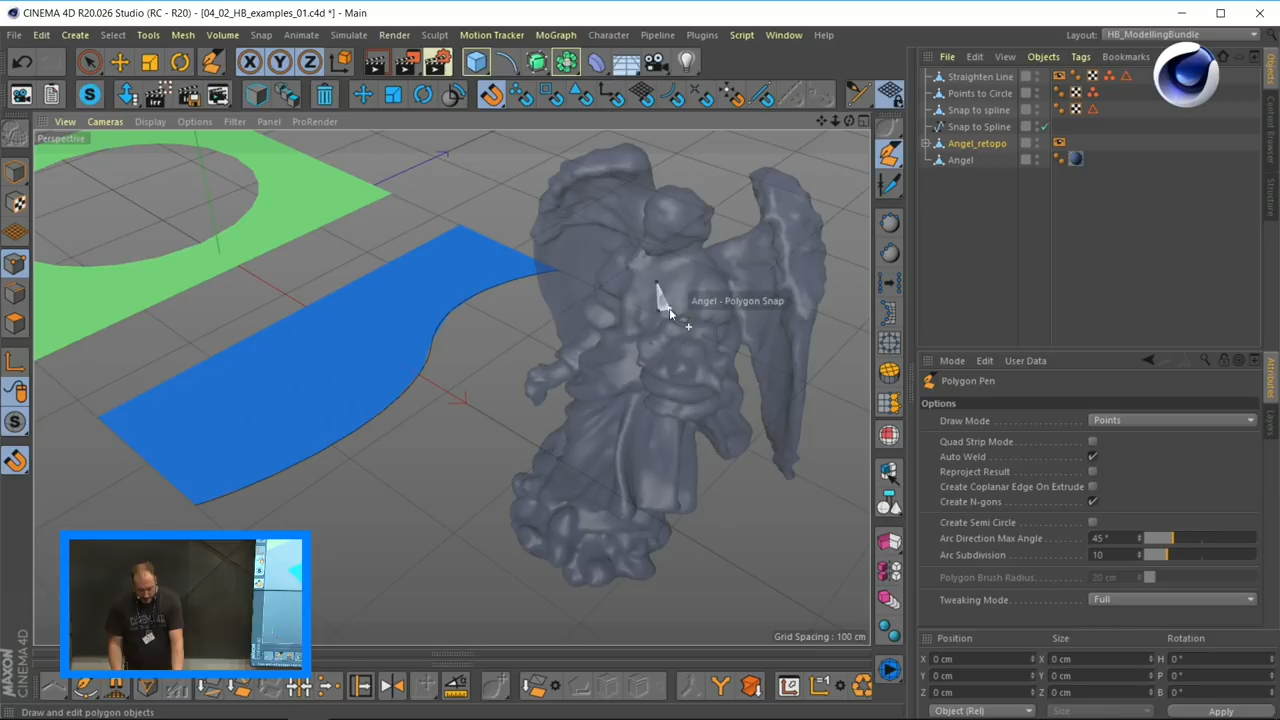 CINEMA 4D R20.026 Studio (RC - R20) - [04_02_HB_examples_01.c4d *] - Main
File Edit Create Select Tools Mesh Volume Snap Animate Simulate Render Sculpt Motion Tracker MoGraph Character Pipeline Plugins Script Window Help
Layout: HB_ModellingBundle
View Cameras Display Options Filter Panel ProRender
Perspective
Angel - Polygon Snap
Grid Spacing : 100 cm
File Edit View Objects Tags Bookmarks
Straighten Line
Points to Circle
Snap to spline
Snap to Spline
Angel_retopo
Angel
Objects
Content Browser
Structure
Mode Edit User Data
Polygon Pen
Options
Draw Mode Points
Quad Strip Mode
Auto Weld
Reproject Result
Create Coplanar Edge On Extrude
Create N-gons
Create Semi Circle
Arc Direction Max Angle 45 °
Arc Subdivision 10
Polygon Brush Radius 20 cm
Tweaking Mode Full
Attributes
Layers
Position Size Rotation
X 0 cm X 0 cm H 0 °
Y 0 cm Y 0 cm P 0 °
Z 0 cm Z 0 cm B 0 °
Object (Rel) Size Apply
MAXON CINEMA 4D
Draw and edit polygon objects